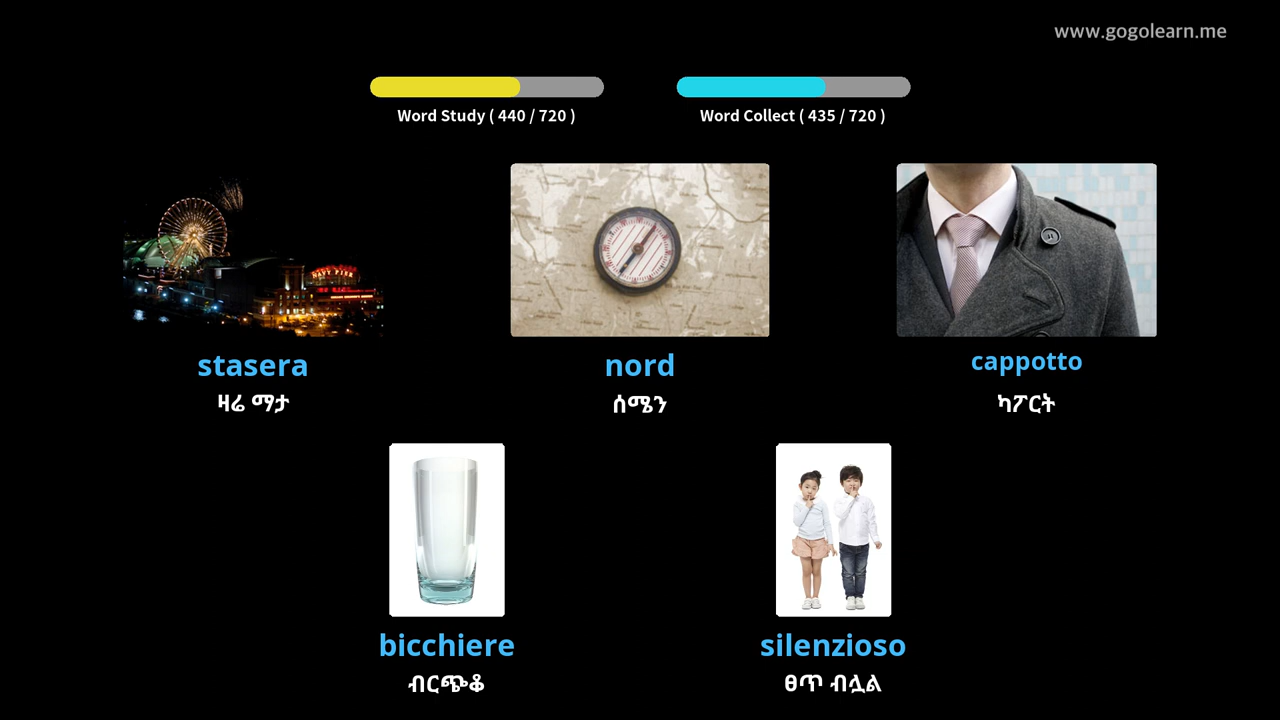 www.gogolearn.me
Word Study ( 440 / 720 )
Word Collect ( 435 / 720 )
stasera
ዛሬ ማታ
nord
ሰሜን
cappotto
ካፖርት
bicchiere
ብርጭቆ
silenzioso
ፀጥ ብሏል